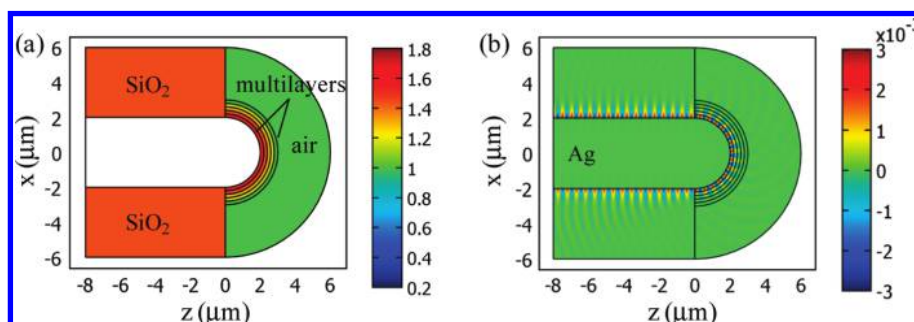 (a)
6
4
2
0
-2
-4
-6
x (μm)
SiO₂
multilayers
air
SiO₂
-8 -6 -4 -2 0 2 4 6
z (μm)
1.8
1.6
1.4
1.2
1
0.8
0.6
0.4
0.2
(b)
6
4
2
0
-2
-4
-6
x (μm)
Ag
-8 -6 -4 -2 0 2 4 6
z (μm)
3
2
1
0
-1
-2
-3